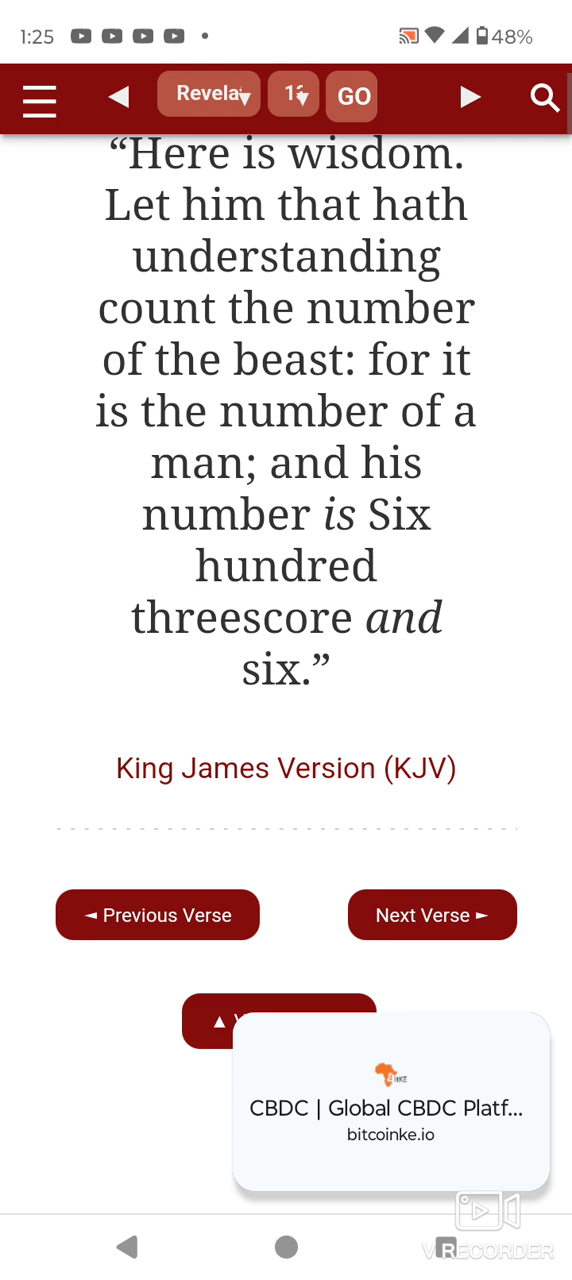 1:25
48%
Revela
GO
“Here is wisdom.
Let him that hath
understanding
count the number
of the beast: for it
is the number of a
man; and his
number is Six
hundred
threescore and
six.”
King James Version (KJV)
◄ Previous Verse
Next Verse ►
CBDC | Global CBDC Platf...
bitcoinke.io
VRECORDER